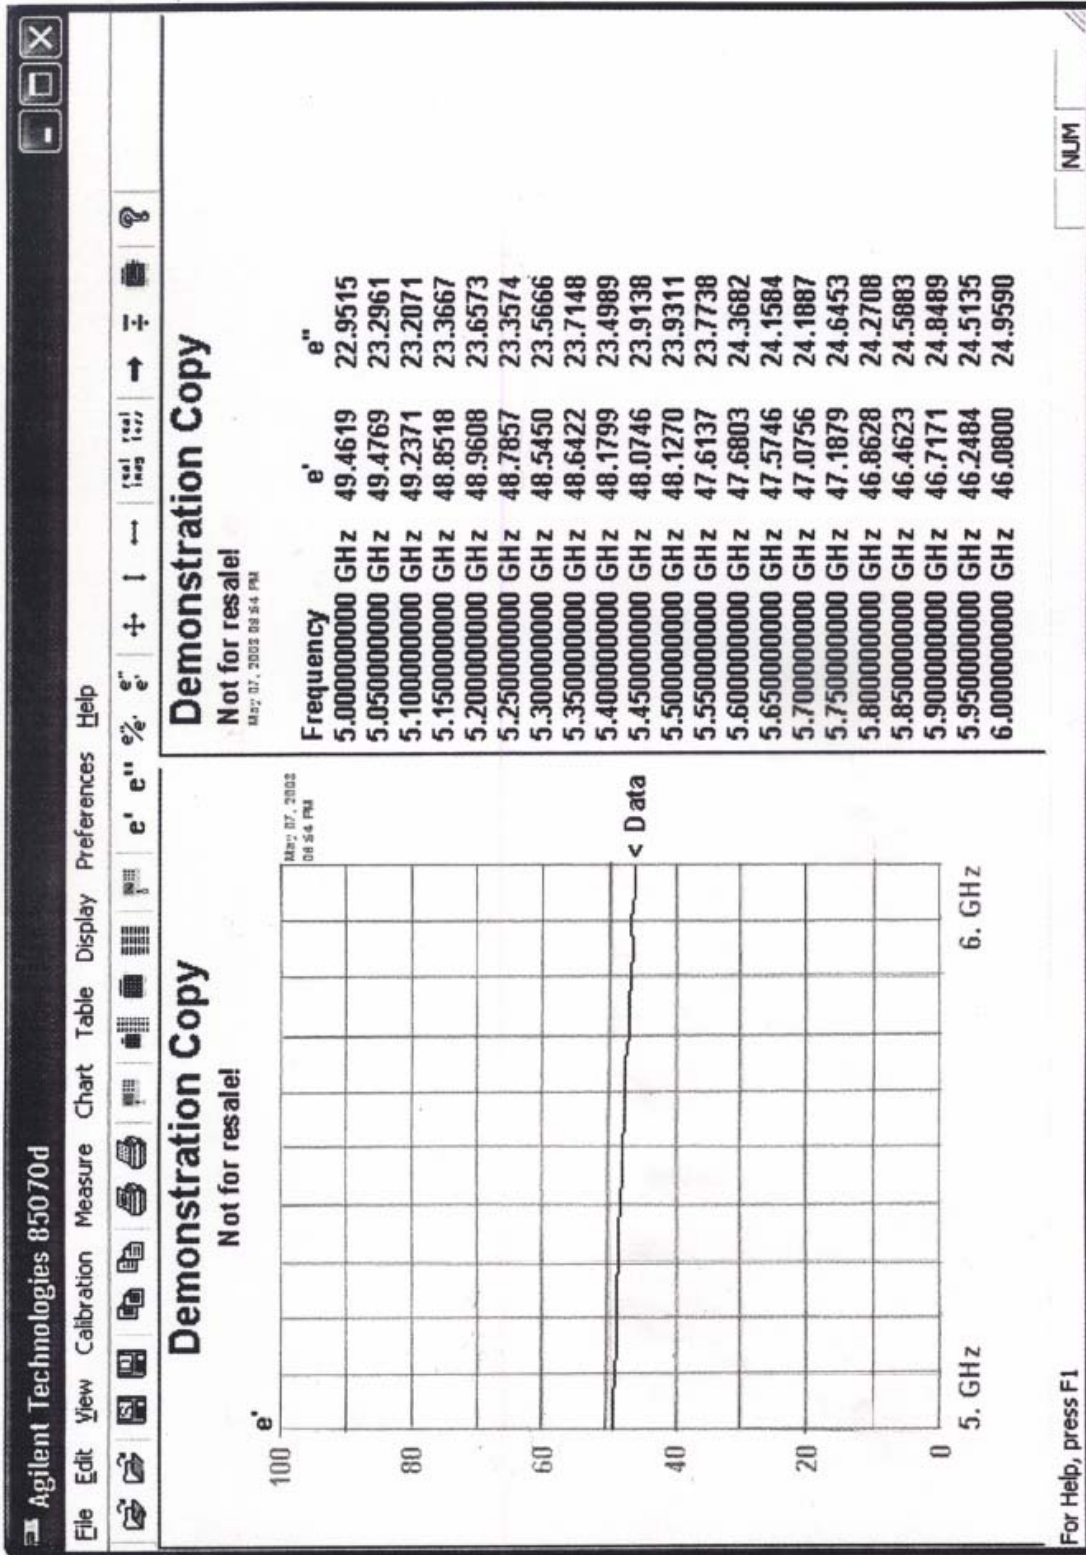 Agilent Technologies 85070d
File Edit View Calibration Measure Chart Table Display Preferences Help
e' e" e"/e' e' e"
real imag real loss
Demonstration Copy
Not for resale!
e'
May 07, 2008
08:54 PM
100
80
60
40
20
0
< Data
5. GHz 6. GHz
Demonstration Copy
Not for resale!
May 07, 2008 08:54 PM
Frequency e' e"
5.000000000 GHz 49.4619 22.9515
5.050000000 GHz 49.4769 23.2961
5.100000000 GHz 49.2371 23.2071
5.150000000 GHz 48.8518 23.3667
5.200000000 GHz 48.9608 23.6573
5.250000000 GHz 48.7857 23.3574
5.300000000 GHz 48.5450 23.5666
5.350000000 GHz 48.6422 23.7148
5.400000000 GHz 48.1799 23.4989
5.450000000 GHz 48.0746 23.9138
5.500000000 GHz 48.1270 23.9311
5.550000000 GHz 47.6137 23.7738
5.600000000 GHz 47.6803 24.3682
5.650000000 GHz 47.5746 24.1584
5.700000000 GHz 47.0756 24.1887
5.750000000 GHz 47.1879 24.6453
5.800000000 GHz 46.8628 24.2708
5.850000000 GHz 46.4623 24.5883
5.900000000 GHz 46.7171 24.8489
5.950000000 GHz 46.2484 24.5135
6.000000000 GHz 46.0800 24.9590
For Help, press F1
NUM